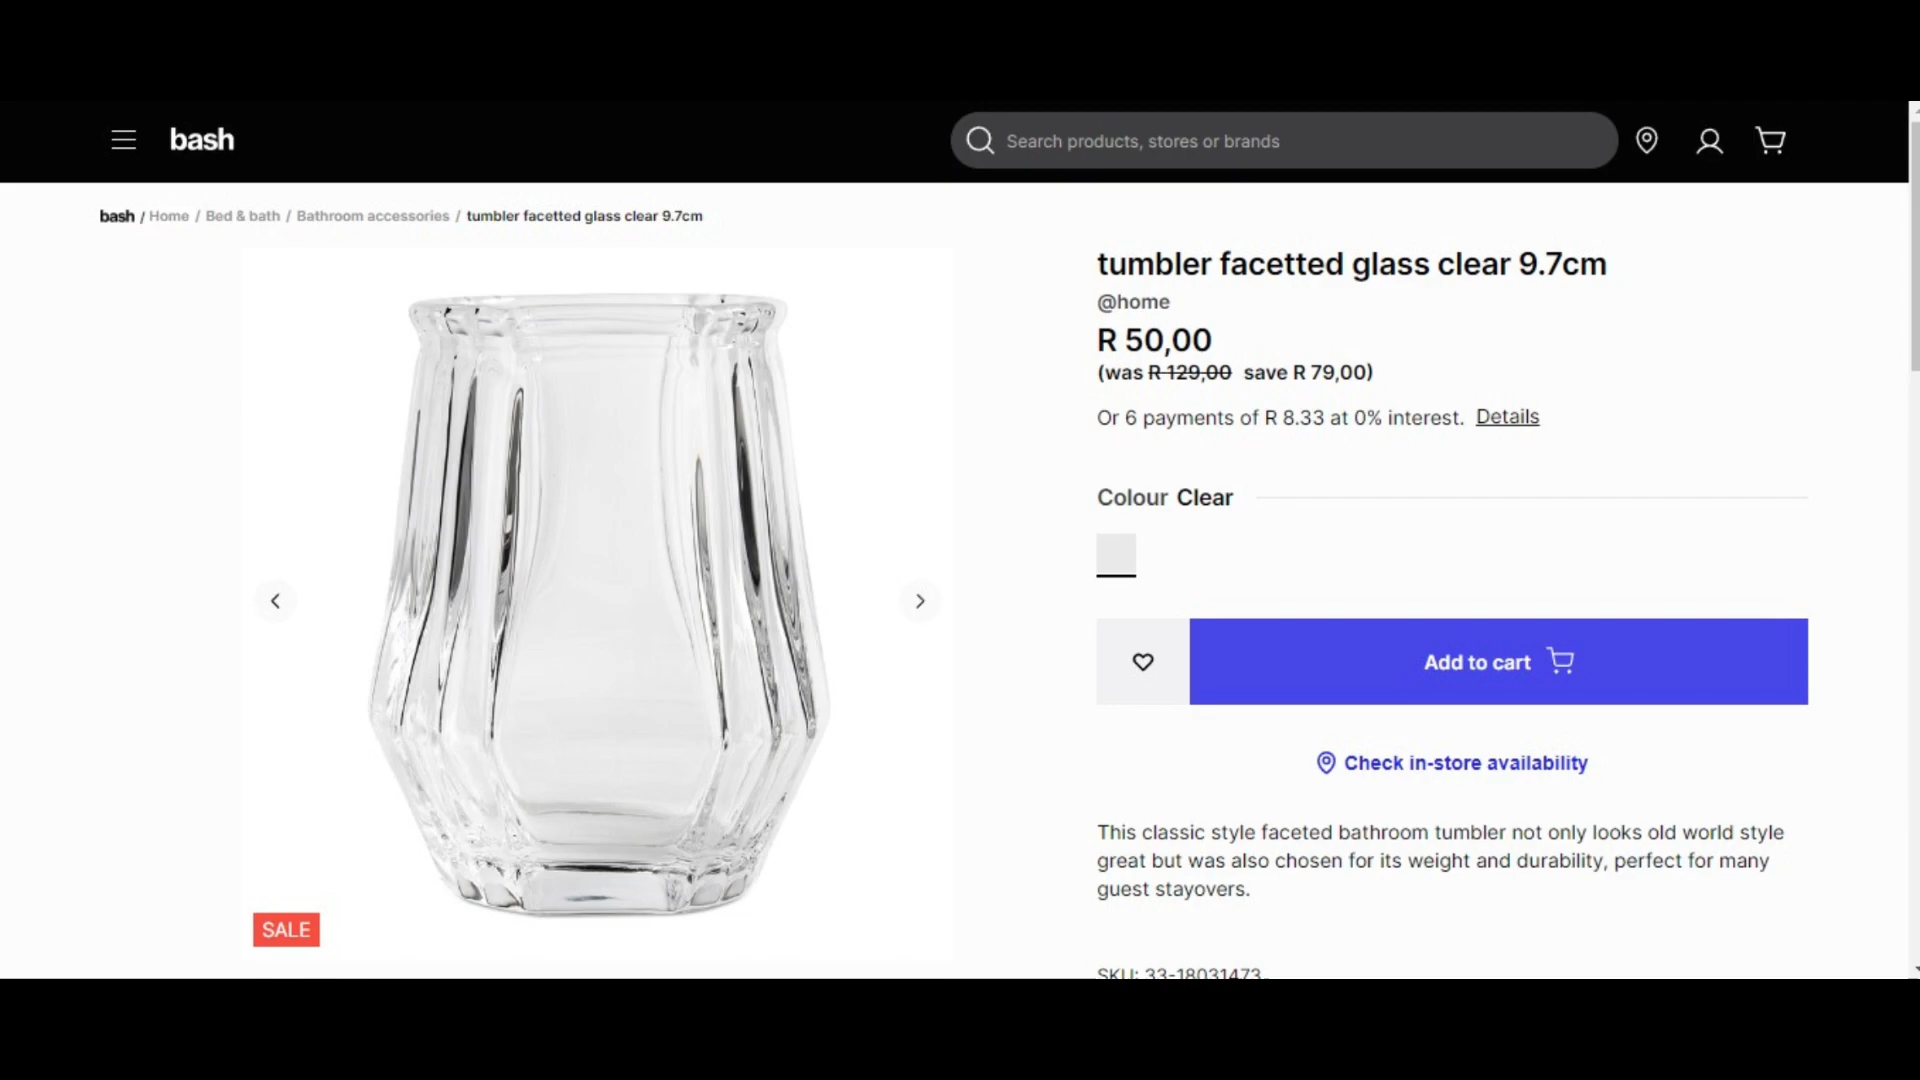 bash
Search products, stores or brands
bash / Home / Bed & bath / Bathroom accessories / tumbler facetted glass clear 9.7cm
tumbler facetted glass clear 9.7cm
@home
R 50,00
(was R 129,00 save R 79,00)
Or 6 payments of R 8.33 at 0% interest. Details
Colour Clear
Add to cart
Check in-store availability
This classic style faceted bathroom tumbler not only looks old world style
great but was also chosen for its weight and durability, perfect for many
guest stayovers.
SALE
SKU: 33-18031473